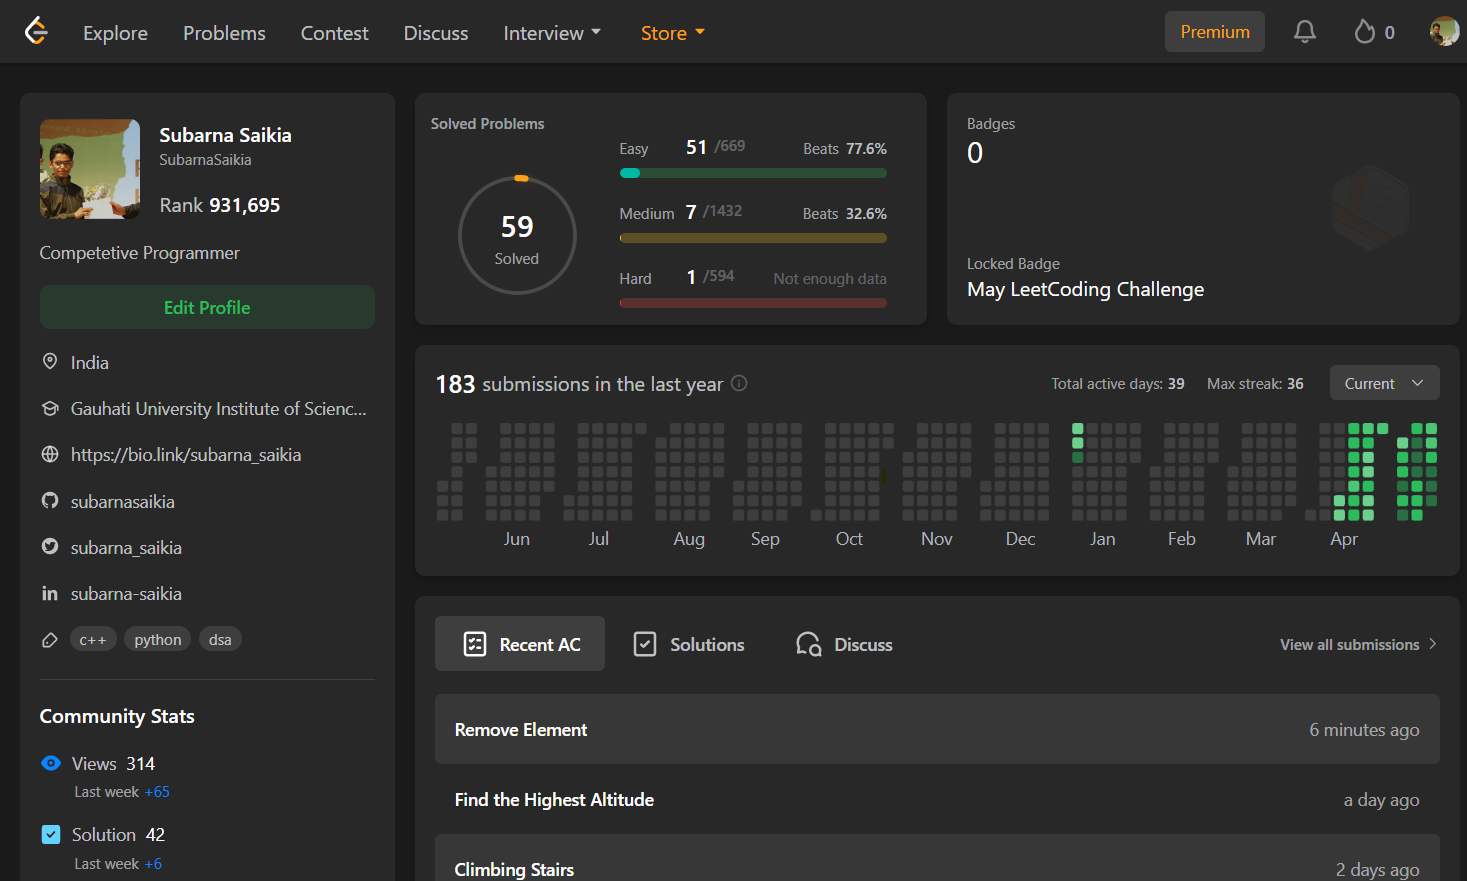 Explore Problems Contest Discuss Interview Store Premium 0
Subarna Saikia
SubarnaSaikia
Rank 931,695
Competetive Programmer
Edit Profile
India
Gauhati University Institute of Scienc...
https://bio.link/subarna_saikia
subarnasaikia
subarna_saikia
subarna-saikia
c++ python dsa
Community Stats
Views 314
Last week +65
Solution 42
Last week +6
Solved Problems
59
Solved
Easy 51 /669 Beats 77.6%
Medium 7 /1432 Beats 32.6%
Hard 1 /594 Not enough data
Badges
0
Locked Badge
May LeetCoding Challenge
183 submissions in the last year Total active days: 39 Max streak: 36 Current
Jun Jul Aug Sep Oct Nov Dec Jan Feb Mar Apr
Recent AC Solutions Discuss View all submissions
Remove Element 6 minutes ago
Find the Highest Altitude a day ago
Climbing Stairs 2 days ago